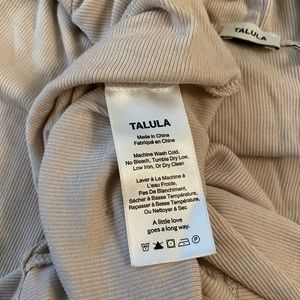 TALULA
TALULA
Made in China
Fabriqué en Chine
Machine Wash Cold.
No Bleach, Tumble Dry Low,
Low Iron, Or Dry Clean
Laver à La Machine à
L'eau Froide,
Pas De Blanchiment,
Sécher à Basse Température,
Repasser à Basse Température,
Ou Nettoyer à Sec
A little love
goes a long way.
P